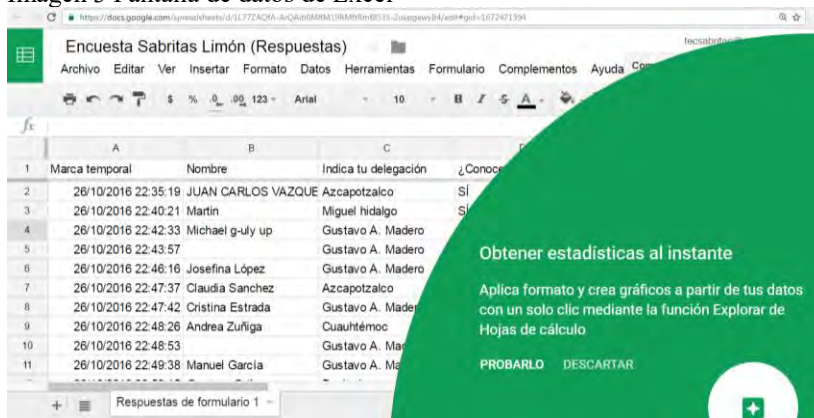 Imagen 3 Pantalla de datos de Excel
Encuesta Sabritas Limón (Respuestas)
Archivo Editar Ver Insertar Formato Datos Herramientas Formulario Complementos Ayuda
$ % .0 .00 123 Arial 10 B I S A
fx
A B C
1 Marca temporal Nombre Indica tu delegación ¿Conoce
2 26/10/2016 22:35:19 JUAN CARLOS VAZQUE Azcapotzalco SÍ
3 26/10/2016 22:40:21 Martin Miguel hidalgo SÍ
4 26/10/2016 22:42:33 Michael g-uly up Gustavo A. Madero
5 26/10/2016 22:43:57 Gustavo A. Madero
6 26/10/2016 22:46:16 Josefina López Gustavo A. Madero
7 26/10/2016 22:47:37 Claudia Sanchez Azcapotzalco
8 26/10/2016 22:47:42 Cristina Estrada Gustavo A. Mader
9 26/10/2016 22:48:26 Andrea Zuñiga Cuauhtémoc
10 26/10/2016 22:48:53 Gustavo A. Mad
11 26/10/2016 22:49:38 Manuel García Gustavo A. Ma
Obtener estadísticas al instante
Aplica formato y crea gráficos a partir de tus datos
con un solo clic mediante la función Explorar de
Hojas de cálculo
PROBARLO DESCARTAR
Respuestas de formulario 1